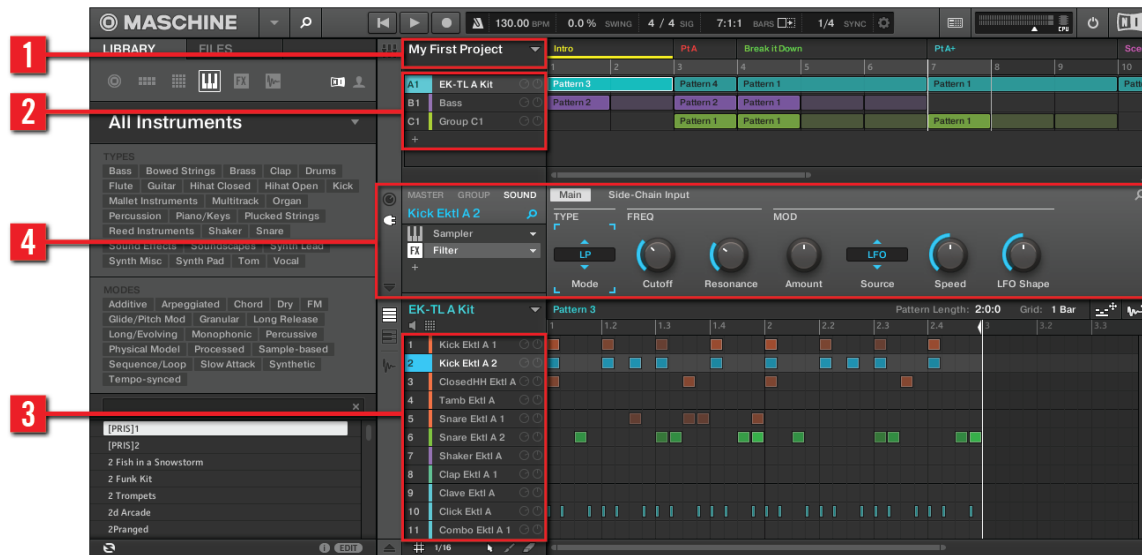 MASCHINE
130.00 BPM 0.0 % SWING 4 / 4 SIG 7:1:1 BARS 1/4 SYNC
CPU
NI
LIBRARY FILES
1
My First Project
Intro PtA Break it Down PtA+ Sce
1 2 3 4 5 6 7 8 9 10
FX
2
A1 EK-TL A Kit
Pattern 3 Pattern 4 Pattern 1 Pattern 1 Patt
B1 Bass
Pattern 2 Pattern 2 Pattern 1
C1 Group C1
Pattern 1 Pattern 1 Pattern 1
+
All Instruments
TYPES
Bass Bowed Strings Brass Clap Drums
Flute Guitar Hihat Closed Hihat Open Kick
Mallet Instruments Multitrack Organ
Percussion Piano/Keys Plucked Strings
Reed Instruments Shaker Snare
Sound Effects Soundscapes Synth Lead
Synth Misc Synth Pad Tom Vocal
4
MASTER GROUP SOUND
Kick Ektl A 2
Sampler
FX Filter
+
Main Side-Chain Input
TYPE FREQ MOD
LP LFO
Mode Cutoff Resonance Amount Source Speed LFO Shape
MODES
Additive Arpeggiated Chord Dry FM
Glide/Pitch Mod Granular Long Release
Long/Evolving Monophonic Percussive
Physical Model Processed Sample-based
Sequence/Loop Slow Attack Synthetic
Tempo-synced
EK-TL A Kit
Pattern 3 Pattern Length: 2:0:0 Grid: 1 Bar
1 1.2 1.3 1.4 2 2.2 2.3 2.4 3 3.2 3.3
3
1 Kick Ektl A 1
2 Kick Ektl A 2
3 ClosedHH Ektl A
4 Tamb Ektl A
5 Snare Ektl A 1
6 Snare Ektl A 2
7 Shaker Ektl A
8 Clap Ektl A 1
9 Clave Ektl A
10 Click Ektl A
11 Combo Ektl A 1
[PRIS]1
[PRIS]2
2 Fish in a Snowstorm
2 Funk Kit
2 Trompets
2d Arcade
2Pranged
EDIT
1/16